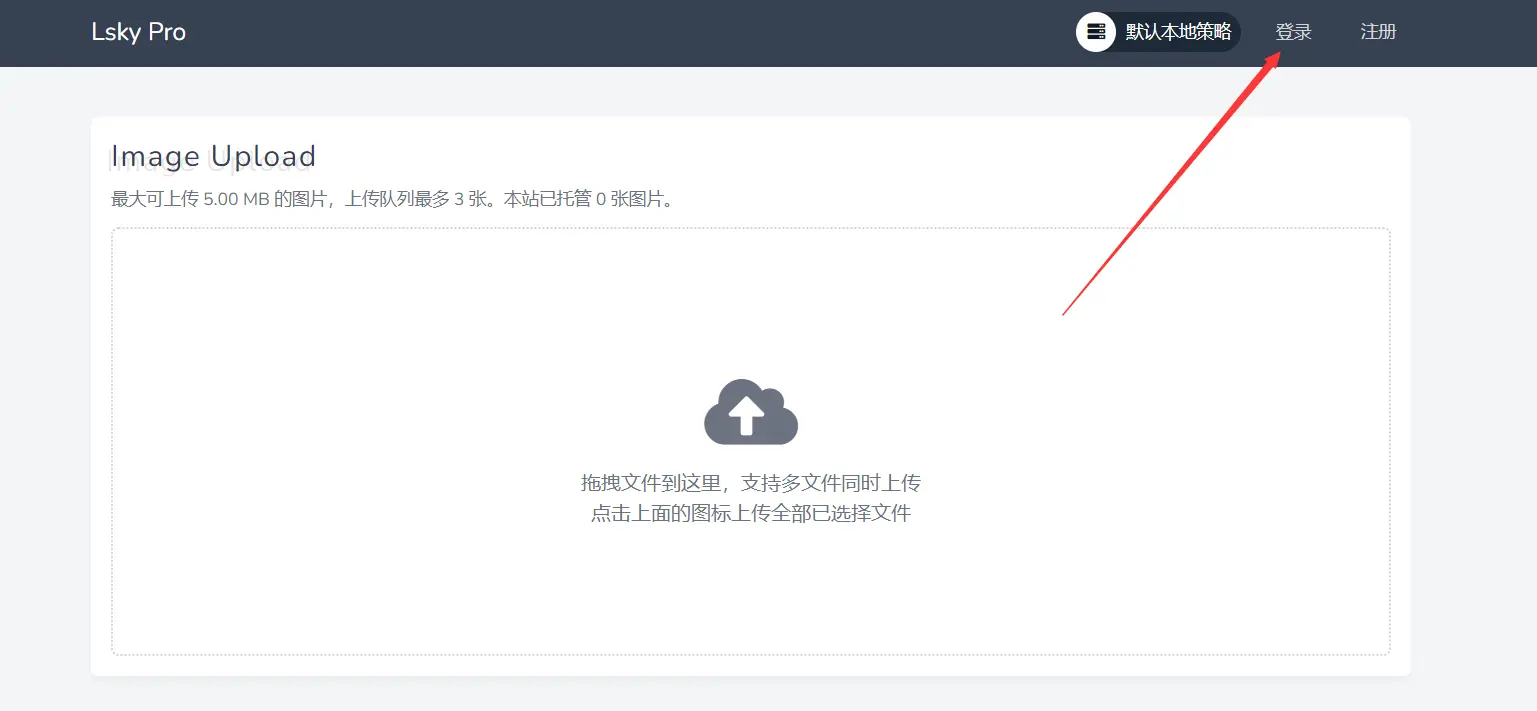 Lsky Pro
默认本地策略
登录
注册
Image Upload
最大可上传 5.00 MB 的图片，上传队列最多 3 张。本站已托管 0 张图片。
拖拽文件到这里，支持多文件同时上传
点击上面的图标上传全部已选择文件